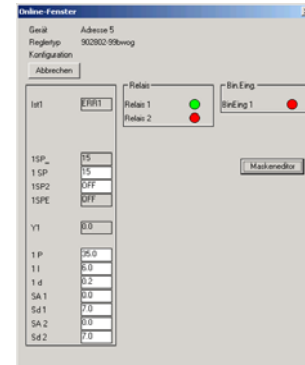 Online-Fenster
Gerät Adresse 5
Reglertyp 902802-99bwog
Konfiguration
Abbrechen
Relais
Bin.Eing.
Ist1 ERR1
Relais 1
BinEing 1
Relais 2
1SP_ 15
1 SP 15
1SP2 OFF
1SPE OFF
Maskeneditor
Y1 0.0
1 P 35.0
1 I 6.0
1 d 0.2
SA 1 0.0
Sd 1 7.0
SA 2 0.0
Sd 2 7.0